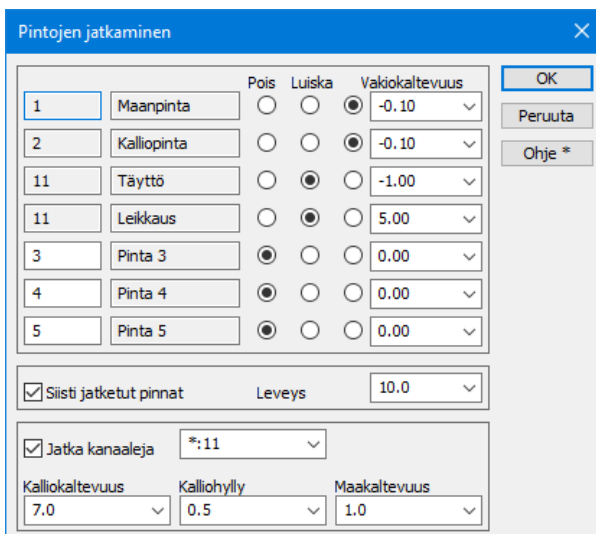 Pintojen jatkaminen
Pois Luiska Vakiokaltevuus
1 Maanpinta -0.10
2 Kalliopinta -0.10
11 Täyttö -1.00
11 Leikkaus 5.00
3 Pinta 3 0.00
4 Pinta 4 0.00
5 Pinta 5 0.00
OK
Peruuta
Ohje *
Siisti jatketut pinnat Leveys 10.0
Jatka kanaaleja *:11
Kalliokaltevuus Kalliohylly Maakaltevuus
7.0 0.5 1.0